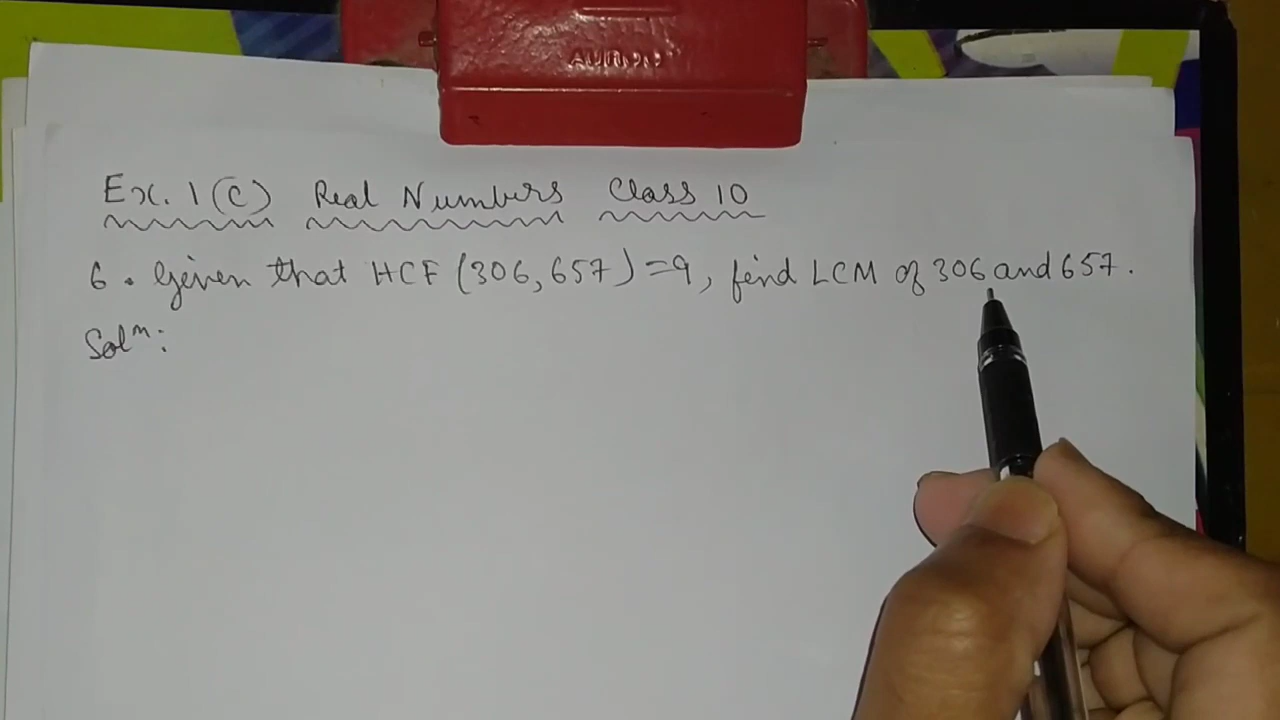 Ex. 1(C) Real Numbers Class 10
6. Given that HCF (306, 657) = 9, find LCM of 306 and 657.
Solⁿ: